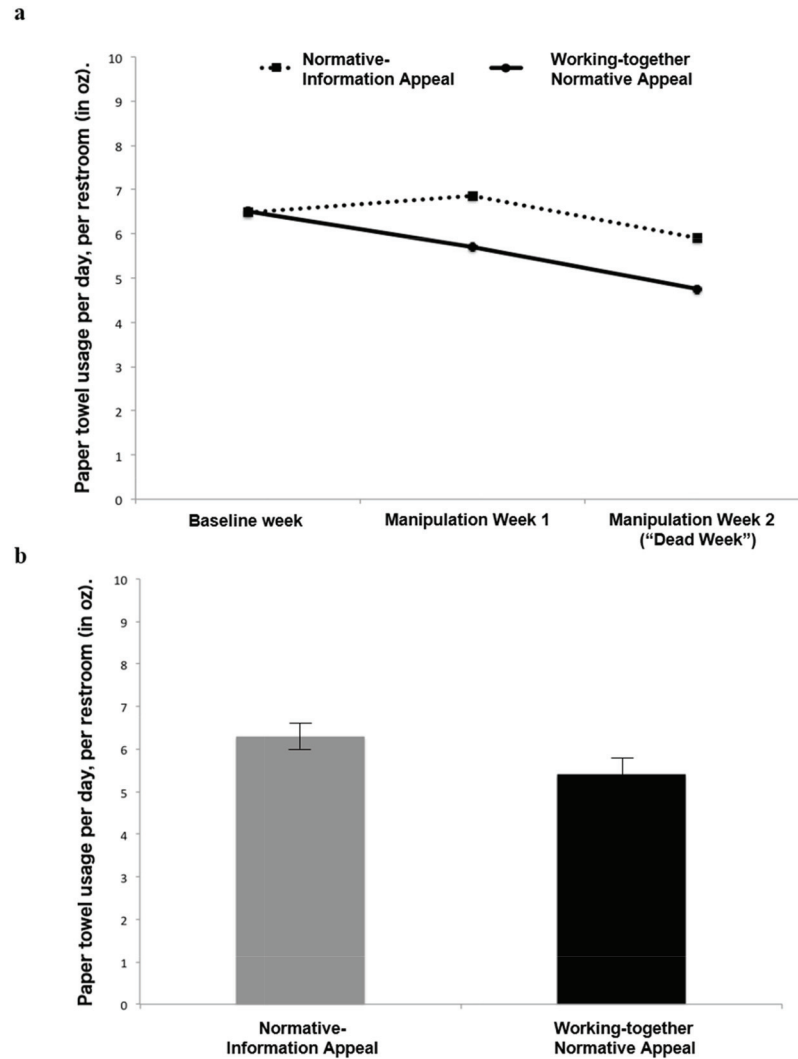 a
Paper towel usage per day, per restroom (in oz).
10
9
8
7
6
5
4
3
2
1
0
Normative-
Information Appeal
Working-together
Normative Appeal
Baseline week
Manipulation Week 1
Manipulation Week 2
(“Dead Week”)
b
Paper towel usage per day, per restroom (in oz).
10
9
8
7
6
5
4
3
2
1
0
Normative-
Information Appeal
Working-together
Normative Appeal